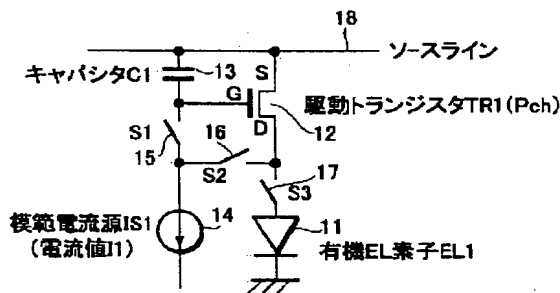 18
ソースライン
キャパシタC1
13
S
G
D
駆動トランジスタTR1(Pch)
12
S1
15
16
S2
17
S3
模範電流源IS1
(電流値I1)
14
11
有機EL素子EL1